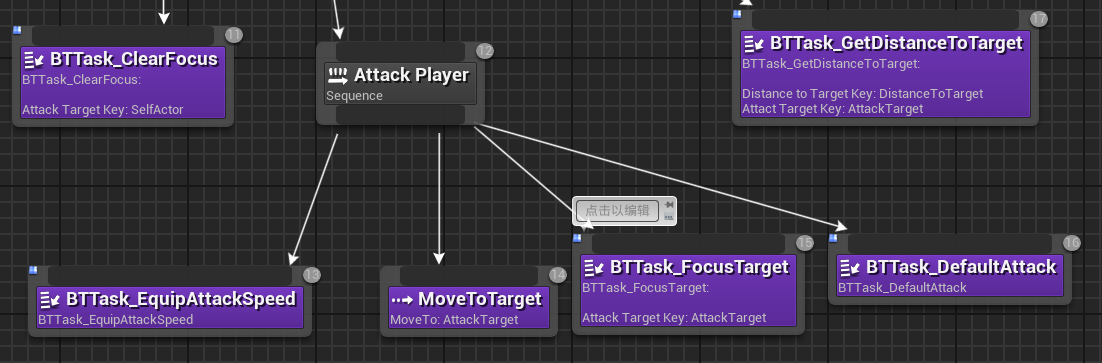 11
BTTask_ClearFocus
BTTask_ClearFocus:
Attack Target Key: SelfActor
12
Attack Player
Sequence
17
BTTask_GetDistanceToTarget
BTTask_GetDistanceToTarget:
Distance to Target Key: DistanceToTarget
Attact Target Key: AttackTarget
13
BTTask_EquipAttackSpeed
BTTask_EquipAttackSpeed
14
MoveToTarget
MoveTo: AttackTarget
点击以编辑
15
BTTask_FocusTarget
BTTask_FocusTarget:
Attack Target Key: AttackTarget
16
BTTask_DefaultAttack
BTTask_DefaultAttack